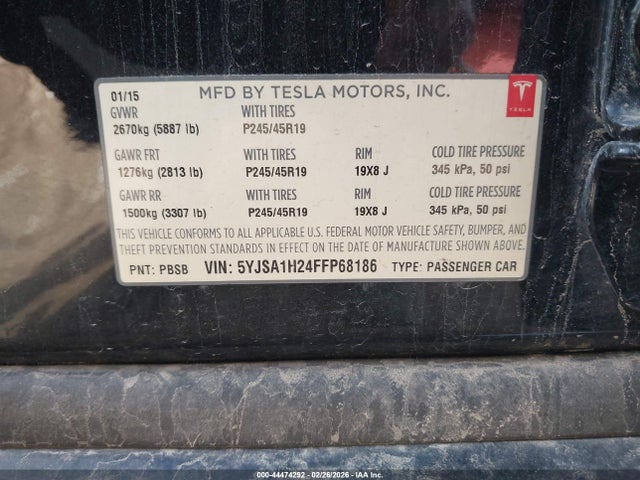 01/15 MFD BY TESLA MOTORS, INC.
GVWR WITH TIRES
2670kg (5887 lb) P245/45R19
TESLA
GAWR FRT WITH TIRES RIM COLD TIRE PRESSURE
1276kg (2813 lb) P245/45R19 19X8 J 345 kPa, 50 psi
GAWR RR WITH TIRES RIM COLD TIRE PRESSURE
1500kg (3307 lb) P245/45R19 19X8 J 345 kPa, 50 psi
THIS VEHICLE CONFORMS TO ALL APPLICABLE FEDERAL MOTOR VEHICLE SAFETY, BUMPER, AND
THEFT PREVENTION STANDARDS IN EFFECT ON THE DATE OF MANUFACTURE SHOWN ABOVE.
PNT: PBSB VIN: 5YJSA1H24FFP68186 TYPE: PASSENGER CAR
000-44474292 - 02/26/2026 - © IAA, LLC